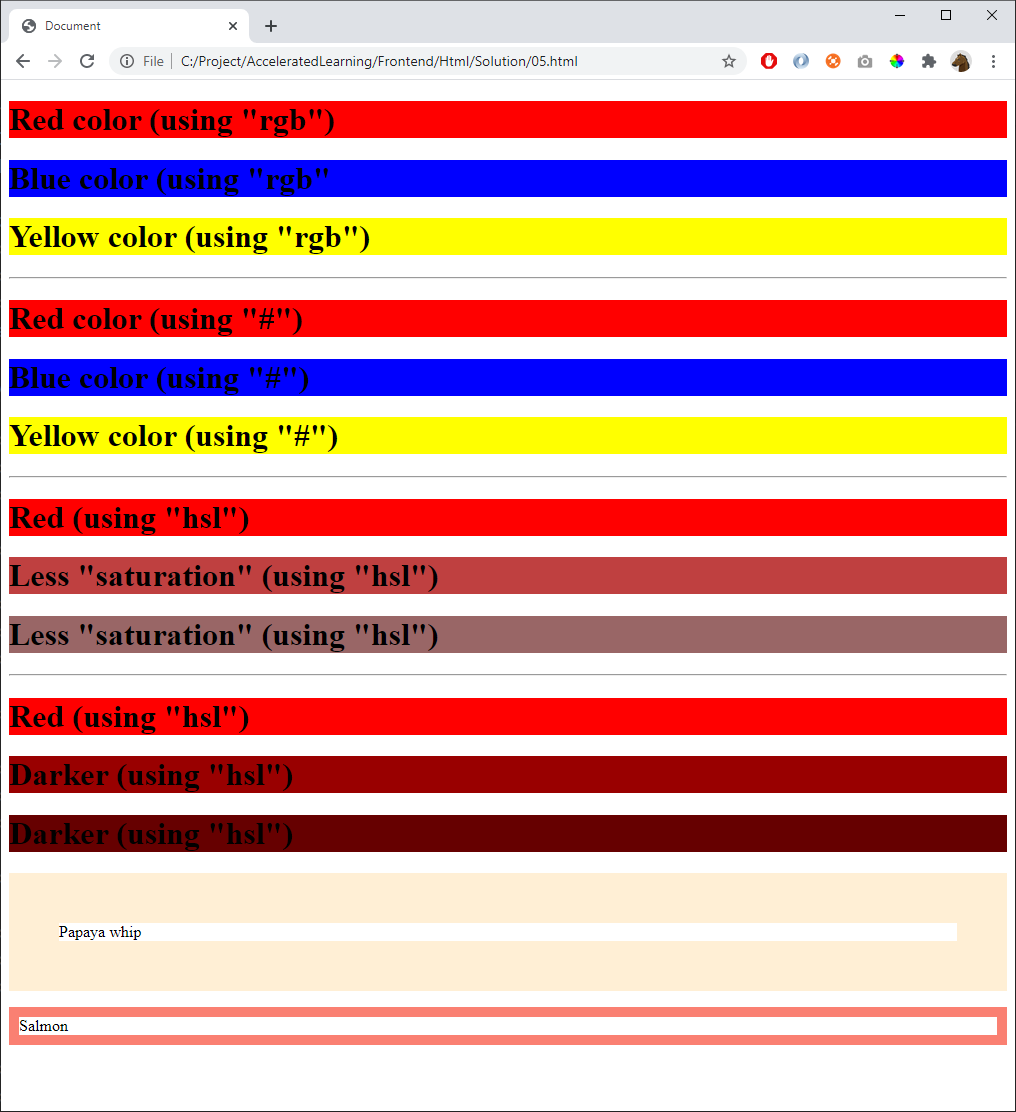 Document
File
C:/Project/AcceleratedLearning/Frontend/Html/Solution/05.html
Red color (using "rgb")
Blue color (using "rgb"
Yellow color (using "rgb")
Red color (using "#")
Blue color (using "#")
Yellow color (using "#")
Red (using "hsl")
Less "saturation" (using "hsl")
Less "saturation" (using "hsl")
Red (using "hsl")
Darker (using "hsl")
Darker (using "hsl")
Papaya whip
Salmon